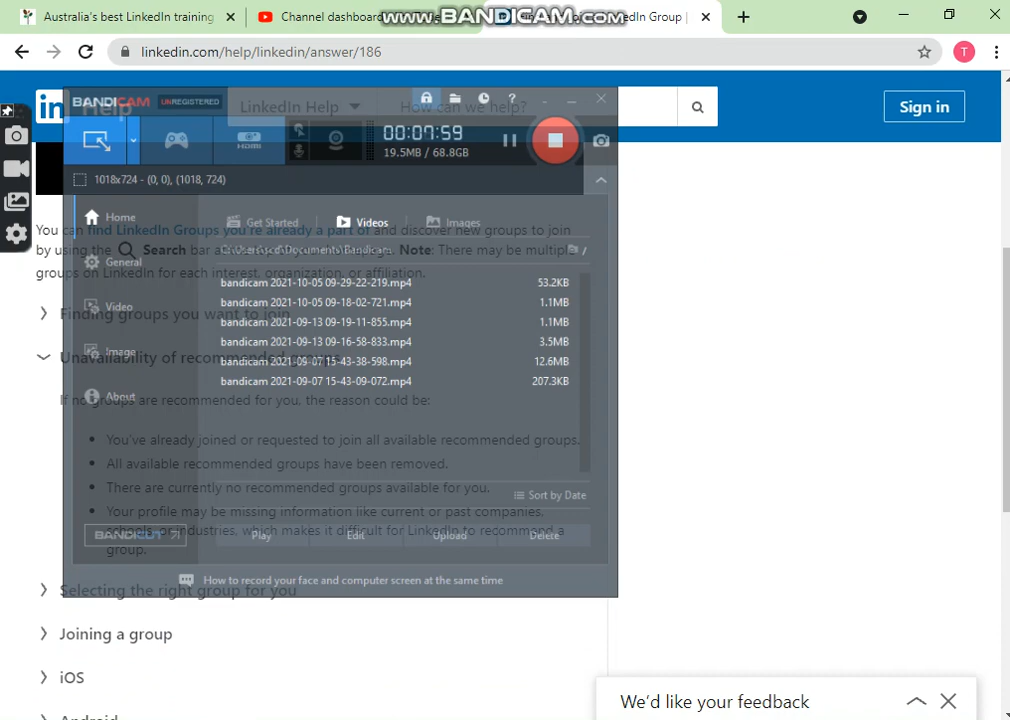 Australia's best LinkedIn training
Channel dashboard
www.BANDICAM.com
LinkedIn Group |
linkedin.com/help/linkedin/answer/186
T
BANDICAM UNREGISTERED
Help
LinkedIn Help
How can we help?
Sign in
00:07:59
19.5MB / 68.8GB
HDMI
1018x724 - (0, 0), (1018, 724)
Home
Get Started
Videos
Images
You can find LinkedIn Groups you're already a part of and discover new groups to join
by using the Search bar
Note: There may be multiple
groups on LinkedIn for each interest, organization, or affiliation.
General
bandicam 2021-10-05 09-29-22-219.mp4 53.2KB
bandicam 2021-10-05 09-18-02-721.mp4 1.1MB
Video
Finding groups you want to join
bandicam 2021-09-13 09-19-11-855.mp4 1.1MB
bandicam 2021-09-13 09-16-58-833.mp4 3.5MB
Image
Unavailability of recommended groups
bandicam 2021-09-07 15-43-38-598.mp4 12.6MB
bandicam 2021-09-07 15-43-09-072.mp4 207.3KB
About
If no groups are recommended for you, the reason could be:
You've already joined or requested to join all available recommended groups.
All available recommended groups have been removed.
There are currently no recommended groups available for you.
Sort by Date
Your profile may be missing information like current or past companies,
schools, or industries, which makes it difficult for LinkedIn to recommend a
group.
BANDICUT
Play
Edit
Upload
Delete
How to record your face and computer screen at the same time
Selecting the right group for you
Joining a group
iOS
Android
We'd like your feedback